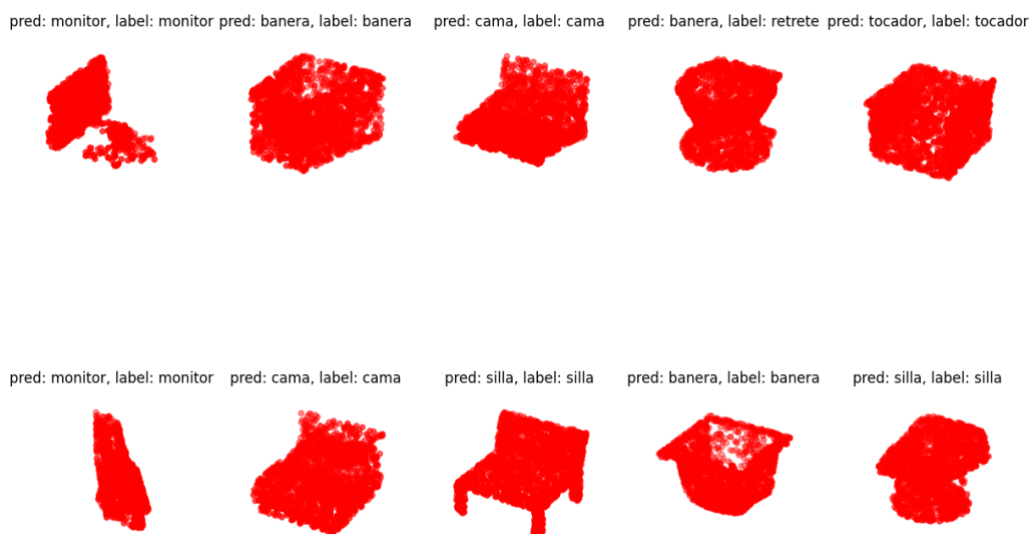 pred: monitor, label: monitor
pred: banera, label: banera
pred: cama, label: cama
pred: banera, label: retrete
pred: tocador, label: tocador
pred: monitor, label: monitor
pred: cama, label: cama
pred: silla, label: silla
pred: banera, label: banera
pred: silla, label: silla